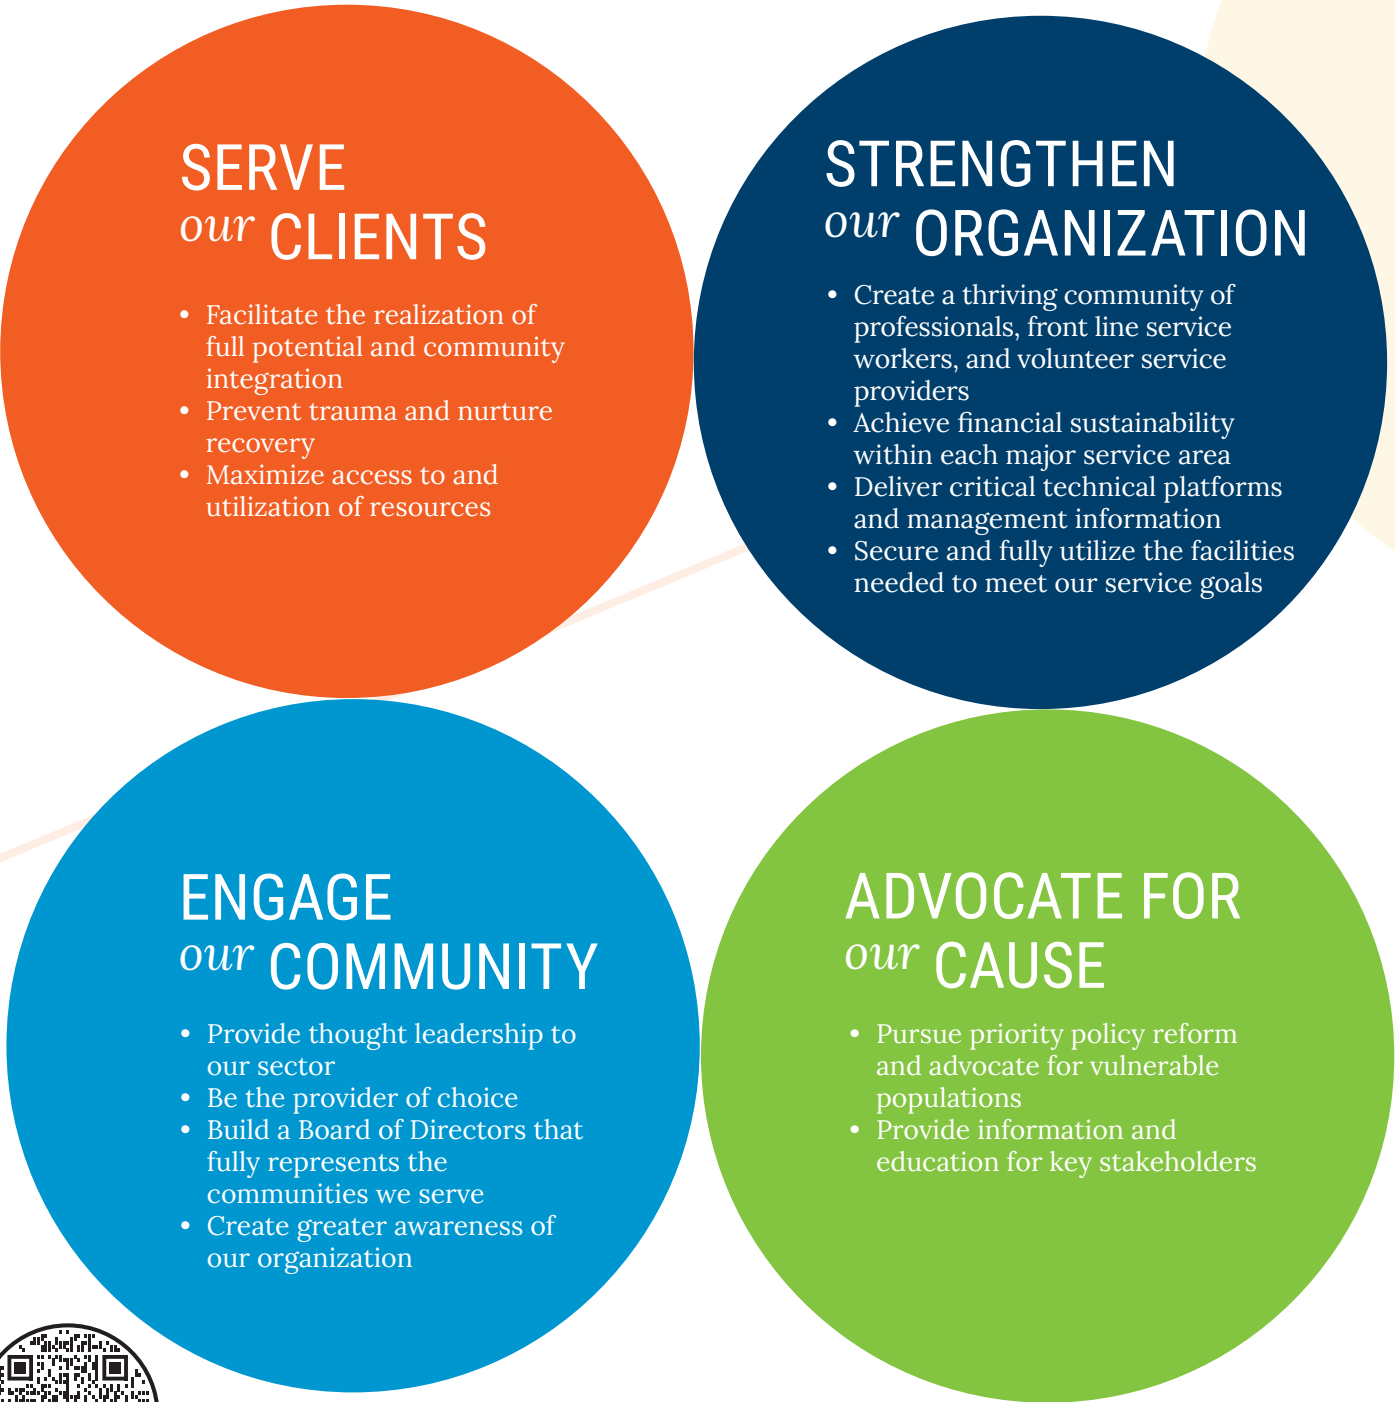 SERVE
our CLIENTS
• Facilitate the realization of
full potential and community
integration
• Prevent trauma and nurture
recovery
• Maximize access to and
utilization of resources
STRENGTHEN
our ORGANIZATION
• Create a thriving community of
professionals, front line service
workers, and volunteer service
providers
• Achieve financial sustainability
within each major service area
• Deliver critical technical platforms
and management information
• Secure and fully utilize the facilities
needed to meet our service goals
ENGAGE
our COMMUNITY
• Provide thought leadership to
our sector
• Be the provider of choice
• Build a Board of Directors that
fully represents the
communities we serve
• Create greater awareness of
our organization
ADVOCATE FOR
our CAUSE
• Pursue priority policy reform
and advocate for vulnerable
populations
• Provide information and
education for key stakeholders